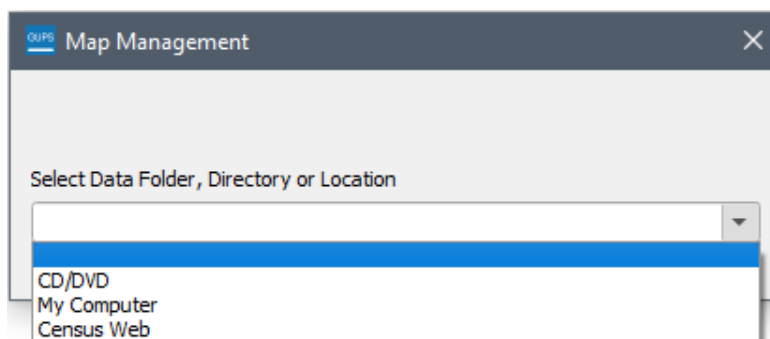 GUPS Map Management
Select Data Folder, Directory or Location
CD/DVD
My Computer
Census Web